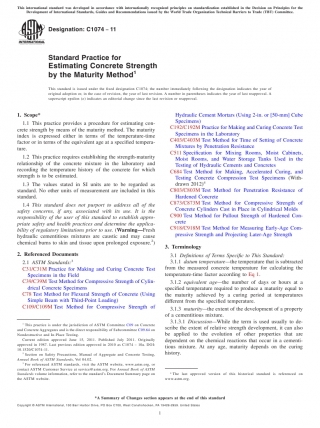 This international standard was developed in accordance with internationally recognized principles on standardization established in the Decision on Principles for the
Development of International Standards, Guides and Recommendations issued by the World Trade Organization Technical Barriers to Trade (TBT) Committee.
Designation: C1074 − 11
Standard Practice for
Estimating Concrete Strength
by the Maturity Method¹
This standard is issued under the fixed designation C1074; the number immediately following the designation indicates the year of
original adoption or, in the case of revision, the year of last revision. A number in parentheses indicates the year of last reapproval. A
superscript epsilon (ε) indicates an editorial change since the last revision or reapproval.
1. Scope*
1.1 This practice provides a procedure for estimating con-
crete strength by means of the maturity method. The maturity
index is expressed either in terms of the temperature-time
factor or in terms of the equivalent age at a specified tempera-
ture.
1.2 This practice requires establishing the strength-maturity
relationship of the concrete mixture in the laboratory and
recording the temperature history of the concrete for which
strength is to be estimated.
1.3 The values stated in SI units are to be regarded as
standard. No other units of measurement are included in this
standard.
1.4 This standard does not purport to address all of the
safety concerns, if any, associated with its use. It is the
responsibility of the user of this standard to establish appro-
priate safety and health practices and determine the applica-
bility of regulatory limitations prior to use. (Warning—Fresh
hydraulic cementitious mixtures are caustic and may cause
chemical burns to skin and tissue upon prolonged exposure.²)
2. Referenced Documents
2.1 ASTM Standards:³
C31/C31M Practice for Making and Curing Concrete Test
Specimens in the Field
C39/C39M Test Method for Compressive Strength of Cylin-
drical Concrete Specimens
C78 Test Method for Flexural Strength of Concrete (Using
Simple Beam with Third-Point Loading)
C109/C109M Test Method for Compressive Strength of
¹ This practice is under the jurisdiction of ASTM Committee C09 on Concrete
and Concrete Aggregates and is the direct responsibility of Subcommittee C09.64 on
Nondestructive and In-Place Testing.
Current edition approved June 15, 2011. Published July 2011. Originally
approved in 1987. Last previous edition approved in 2010 as C1074 – 10a. DOI:
10.1520/C1074-11.
² Section on Safety Precautions, Manual of Aggregate and Concrete Testing,
Annual Book of ASTM Standards, Vol 04.02.
³ For referenced ASTM standards, visit the ASTM website, www.astm.org, or
contact ASTM Customer Service at service@astm.org. For Annual Book of ASTM
Standards volume information, refer to the standard's Document Summary page on
the ASTM website.
Hydraulic Cement Mortars (Using 2-in. or [50-mm] Cube
Specimens)
C192/C192M Practice for Making and Curing Concrete Test
Specimens in the Laboratory
C403/C403M Test Method for Time of Setting of Concrete
Mixtures by Penetration Resistance
C511 Specification for Mixing Rooms, Moist Cabinets,
Moist Rooms, and Water Storage Tanks Used in the
Testing of Hydraulic Cements and Concretes
C684 Test Method for Making, Accelerated Curing, and
Testing Concrete Compression Test Specimens (With-
drawn 2012)⁴
C803/C803M Test Method for Penetration Resistance of
Hardened Concrete
C873/C873M Test Method for Compressive Strength of
Concrete Cylinders Cast in Place in Cylindrical Molds
C900 Test Method for Pullout Strength of Hardened Con-
crete
C918/C918M Test Method for Measuring Early-Age Com-
pressive Strength and Projecting Later-Age Strength
3. Terminology
3.1 Definitions of Terms Specific to This Standard:
3.1.1 datum temperature—the temperature that is subtracted
from the measured concrete temperature for calculating the
temperature-time factor according to Eq 1.
3.1.2 equivalent age—the number of days or hours at a
specified temperature required to produce a maturity equal to
the maturity achieved by a curing period at temperatures
different from the specified temperature.
3.1.3 maturity—the extent of the development of a property
of a cementitious mixture.
3.1.3.1 Discussion—While the term is used usually to de-
scribe the extent of relative strength development, it can also
be applied to the evolution of other properties that are
dependent on the chemical reactions that occur in a cementi-
tious mixture. At any age, maturity depends on the curing
history.
⁴ The last approved version of this historical standard is referenced on
www.astm.org.
*A Summary of Changes section appears at the end of this standard
Copyright © ASTM International, 100 Barr Harbor Drive, PO Box C700, West Conshohocken, PA 19428-2959. United States
1